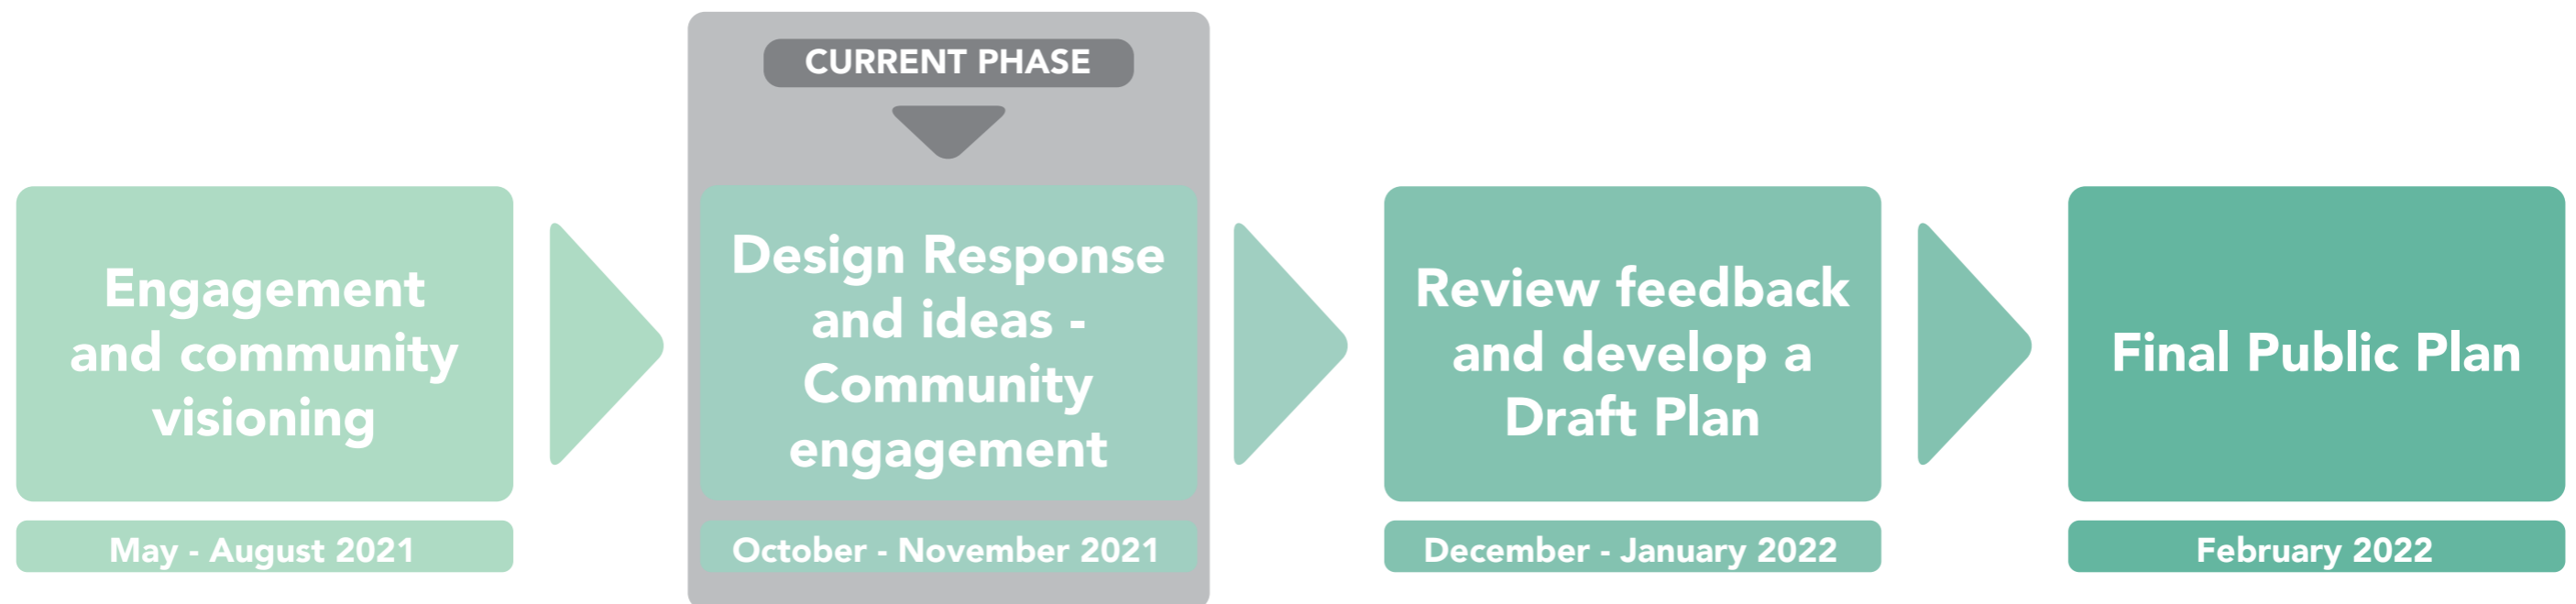 CURRENT PHASE
Engagement
and community
visioning
May - August 2021
Design Response
and ideas -
Community
engagement
October - November 2021
Review feedback
and develop a
Draft Plan
December - January 2022
Final Public Plan
February 2022